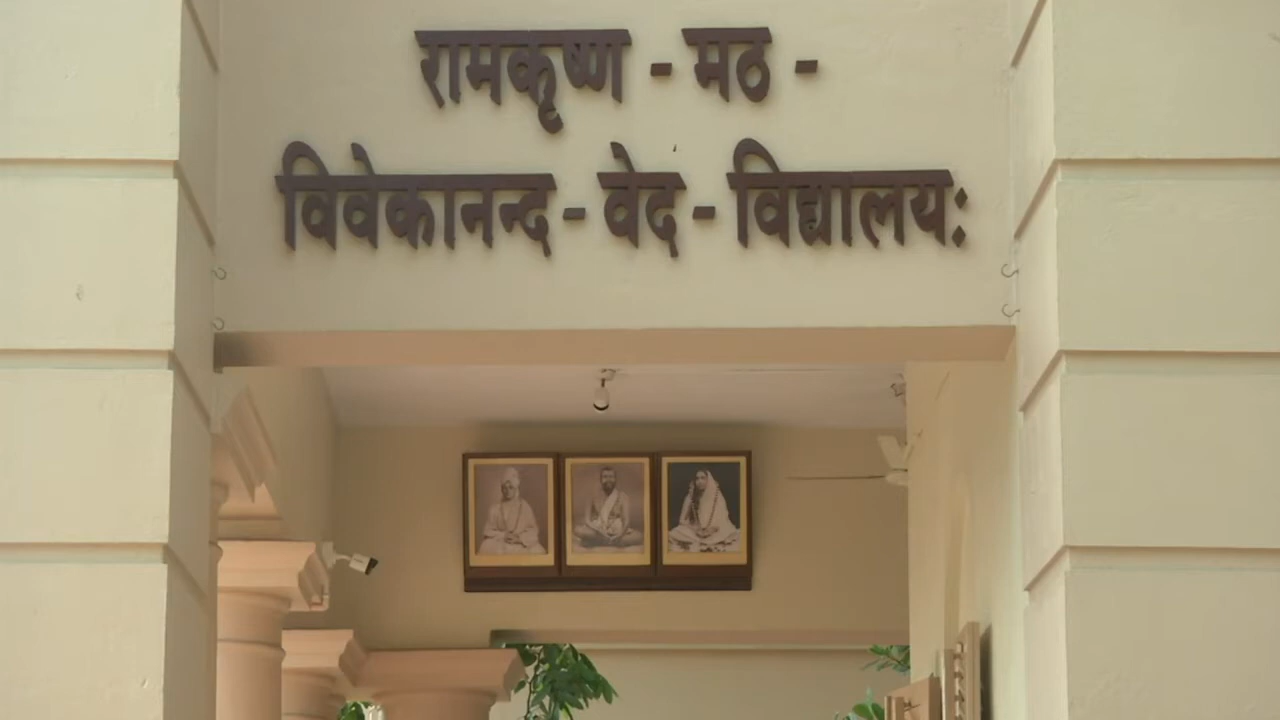 रामकृष्ण - मठ -
विवेकानन्द - वेद - विद्यालयः